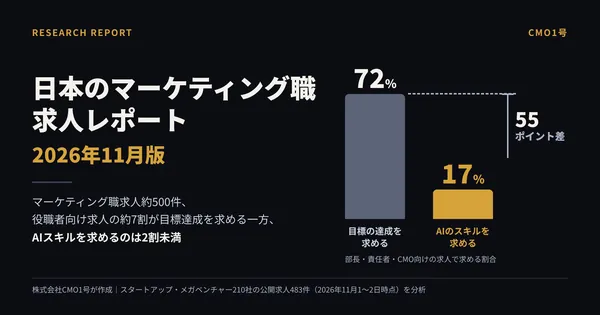 RESEARCH REPORT
CMO1号
日本のマーケティング職
求人レポート
2026年11月版
マーケティング職求人約500件、
役職者向け求人の約7割が目標達成を求める一方、
AIスキルを求めるのは2割未満
72%
55
ポイント差
17%
目標の達成を
求める
AIのスキルを
求める
部長・責任者・CMO向けの求人で求める割合
株式会社CMO1号が作成｜スタートアップ・メガベンチャー210社の公開求人483件（2026年11月1〜2日時点）を分析